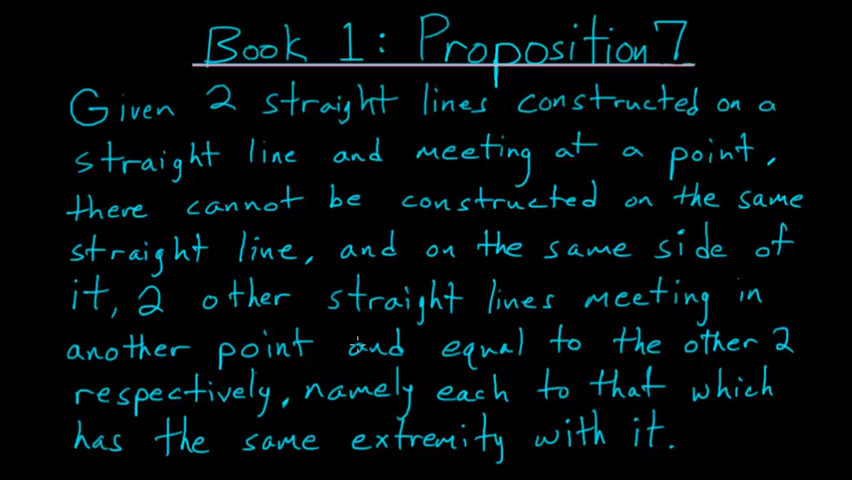 Book 1: Proposition 7
Given 2 straight lines constructed on a
straight line and meeting at a point,
there cannot be constructed on the same
straight line, and on the same side of
it, 2 other straight lines meeting in
another point and equal to the other 2
respectively, namely each to that which
has the same extremity with it.